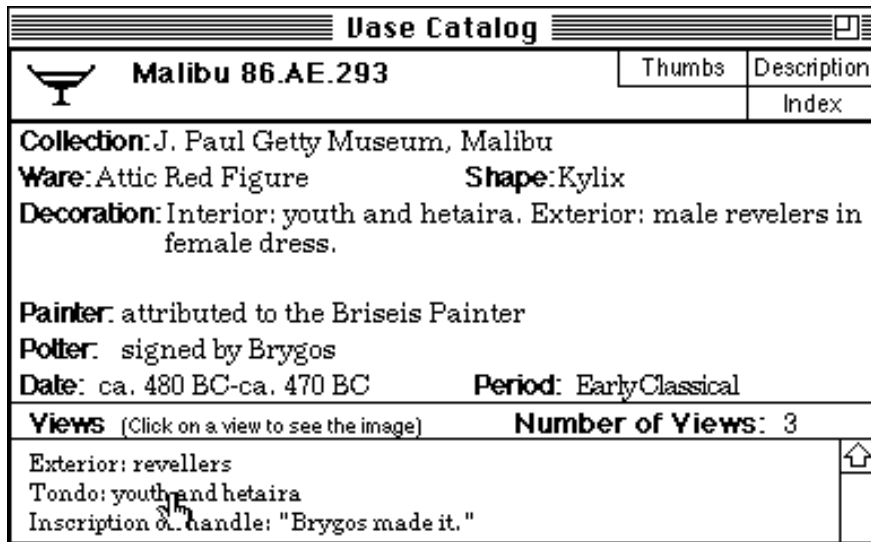 Vase Catalog
Malibu 86.AE.293 Thumbs Description
Index
Collection: J. Paul Getty Museum, Malibu
Ware: Attic Red Figure Shape: Kylix
Decoration: Interior: youth and hetaira. Exterior: male revelers in
female dress.
Painter: attributed to the Briseis Painter
Potter: signed by Brygos
Date: ca. 480 BC-ca. 470 BC Period: Early Classical
Views (Click on a view to see the image) Number of Views: 3
Exterior: revellers
Tondo: youth and hetaira
Inscription & handle: "Brygos made it."